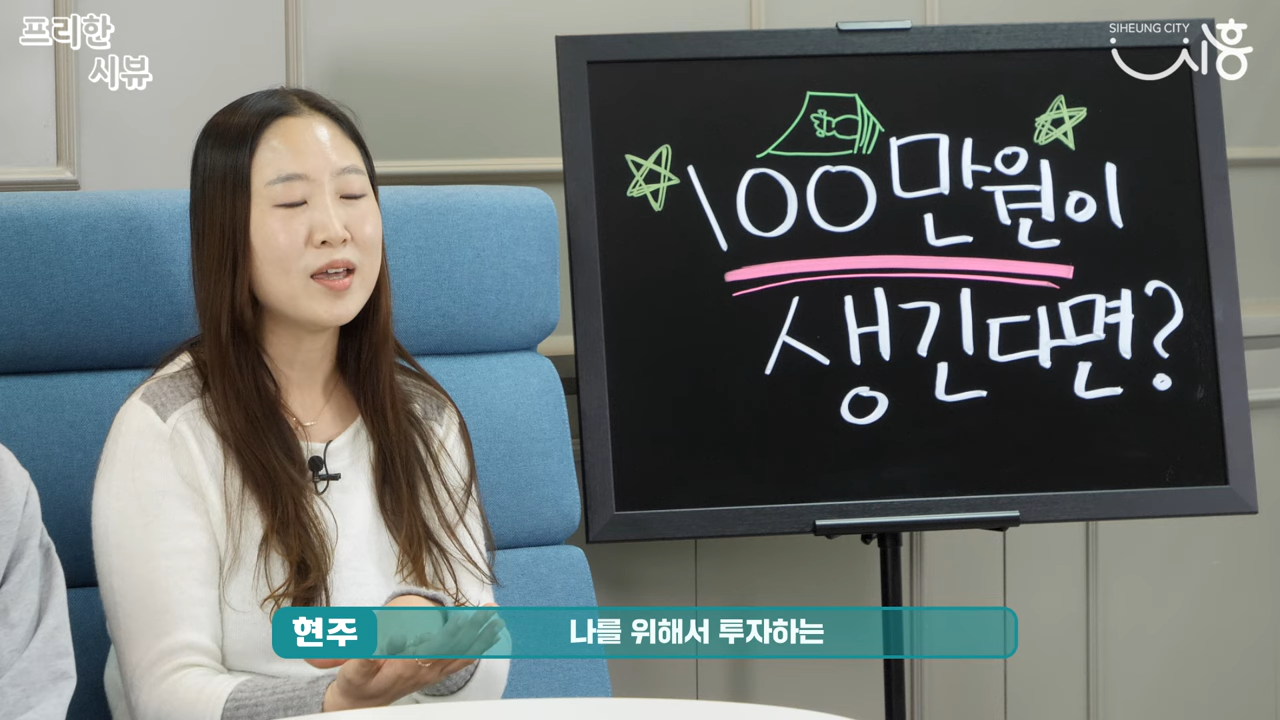 프리한
시뷰
SIHEUNG CITY
시흥
100만원이
생긴다면?
현주
나를 위해서 투자하는